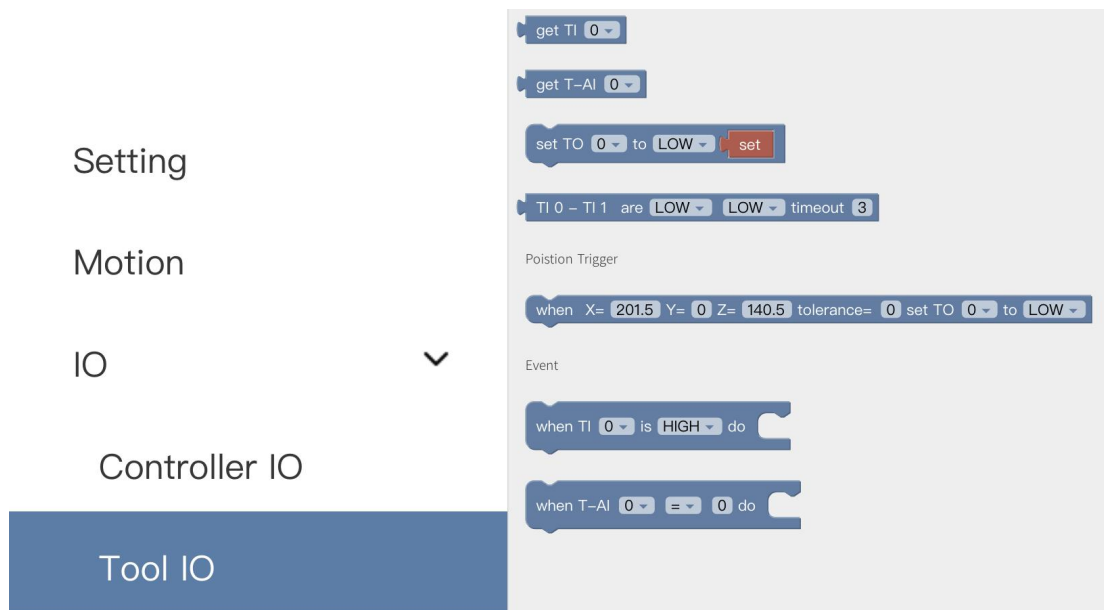 Setting
Motion
IO
Controller IO
Tool IO
get TI 0
get T-AI 0
set TO 0 to LOW set
TI 0 - TI 1 are LOW LOW timeout 3
Poistion Trigger
when X= 201.5 Y= 0 Z= 140.5 tolerance= 0 set TO 0 to LOW
Event
when TI 0 is HIGH do
when T-AI 0 = 0 do